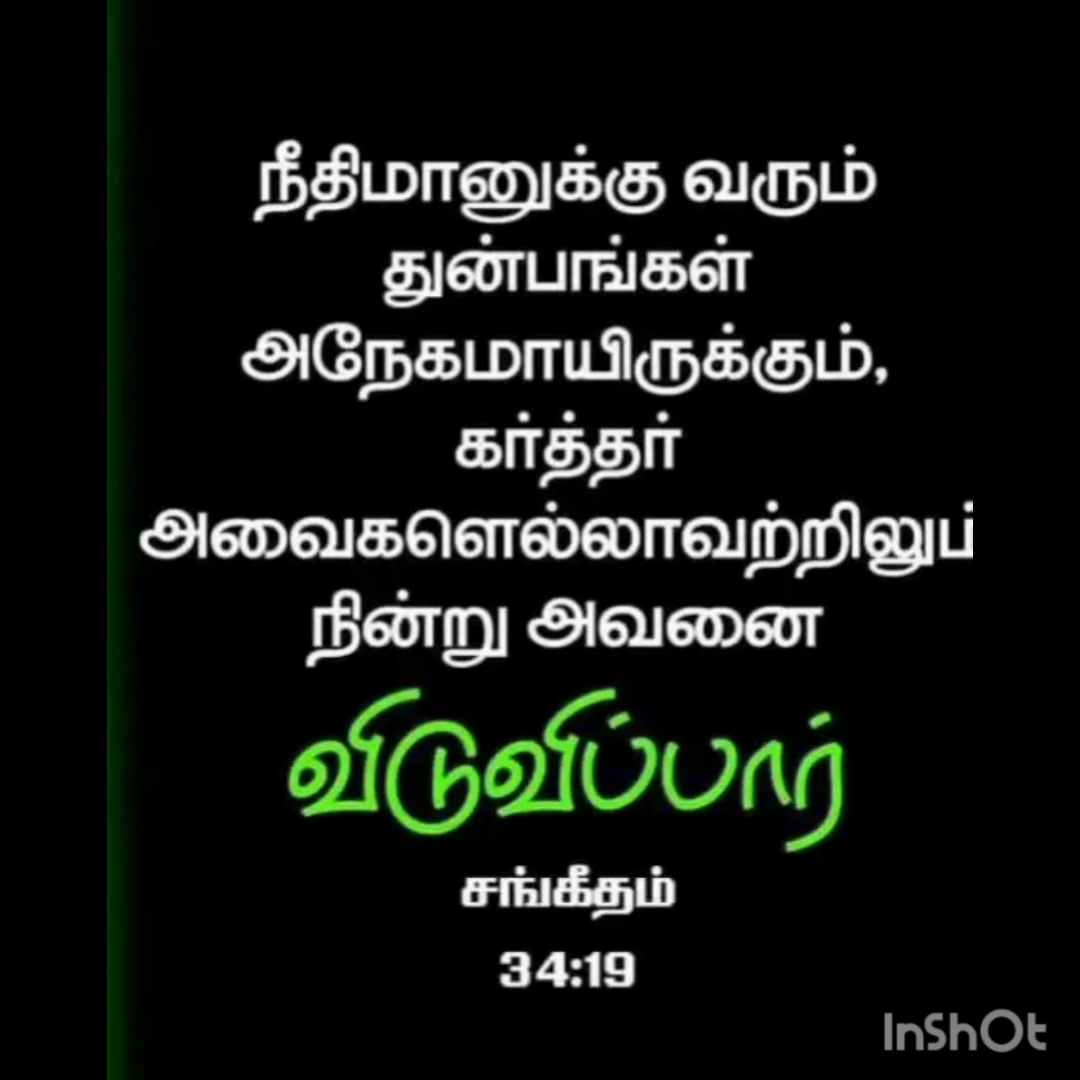 நீதிமானுக்கு வரும்
துன்பங்கள்
அநேகமாயிருக்கும்,
கர்த்தர்
அவைகளெல்லாவற்றிலும்
நின்று அவனை
விடுவிப்பார்
சங்கீதம்
34:19
InShOt